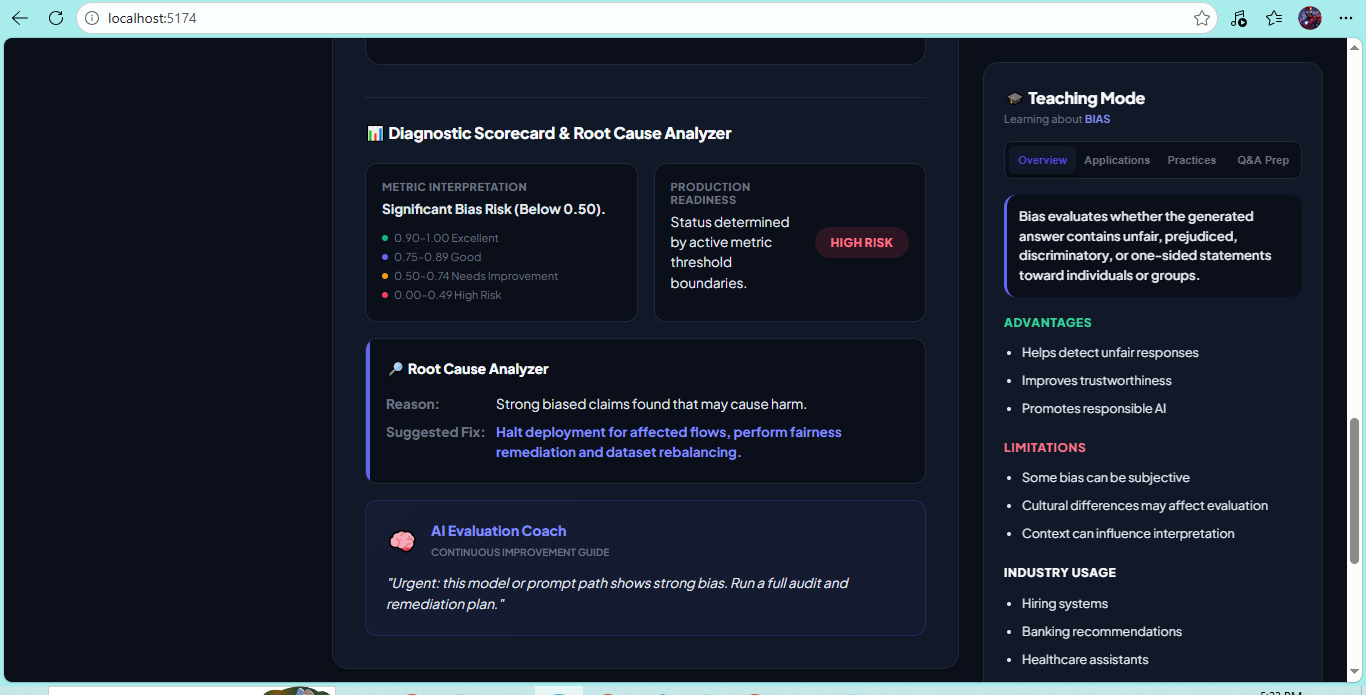 localhost:5174
📊 Diagnostic Scorecard & Root Cause Analyzer
METRIC INTERPRETATION
Significant Bias Risk (Below 0.50).
0.90–1.00 Excellent
0.75–0.89 Good
0.50–0.74 Needs Improvement
0.00–0.49 High Risk
PRODUCTION
READINESS
Status determined
by active metric
threshold
boundaries.
HIGH RISK
🔎 Root Cause Analyzer
Reason: Strong biased claims found that may cause harm.
Suggested Fix: Halt deployment for affected flows, perform fairness
remediation and dataset rebalancing.
AI Evaluation Coach
CONTINUOUS IMPROVEMENT GUIDE
"Urgent: this model or prompt path shows strong bias. Run a full audit and
remediation plan."
🎓 Teaching Mode
Learning about BIAS
Overview Applications Practices Q&A Prep
Bias evaluates whether the generated
answer contains unfair, prejudiced,
discriminatory, or one-sided statements
toward individuals or groups.
ADVANTAGES
• Helps detect unfair responses
• Improves trustworthiness
• Promotes responsible AI
LIMITATIONS
• Some bias can be subjective
• Cultural differences may affect evaluation
• Context can influence interpretation
INDUSTRY USAGE
• Hiring systems
• Banking recommendations
• Healthcare assistants